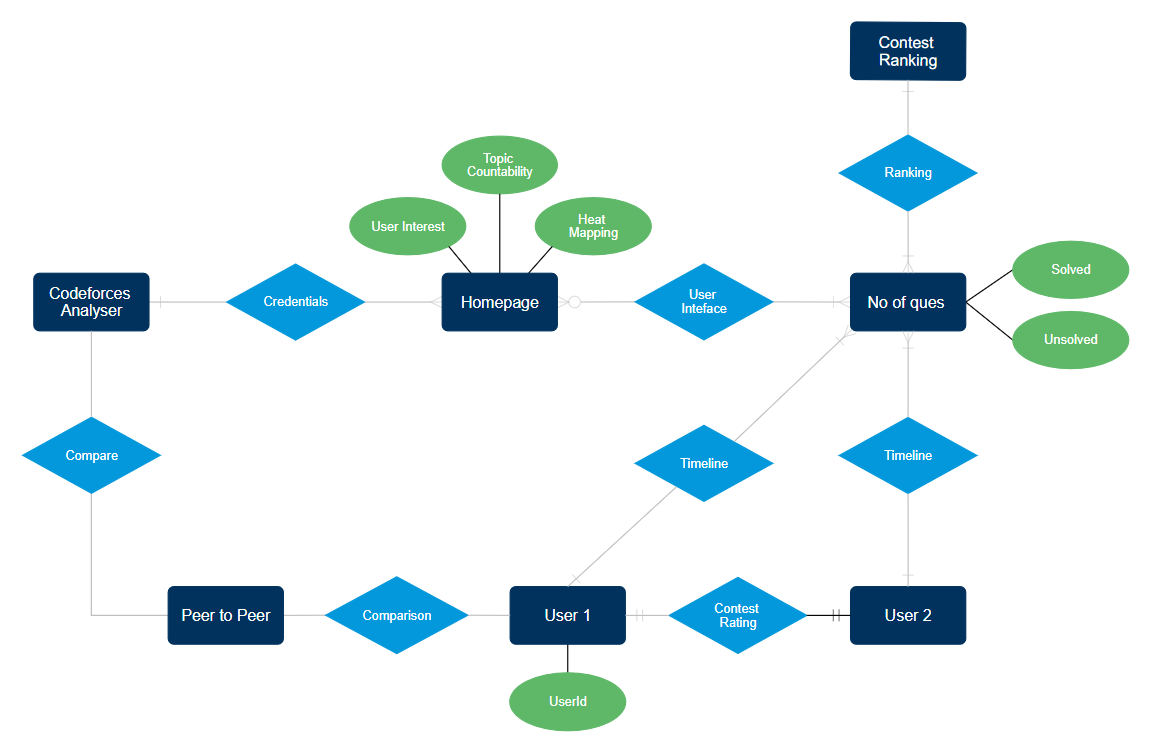 Contest
Ranking
Ranking
Topic
Countability
User Interest
Heat
Mapping
Codeforces
Analyser
Credentials
Homepage
User
Inteface
No of ques
Solved
Unsolved
Compare
Timeline
Timeline
Peer to Peer
Comparison
User 1
Contest
Rating
User 2
UserId